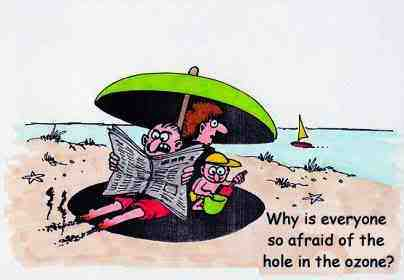 Why is everyone
so afraid of the
hole in the ozone?